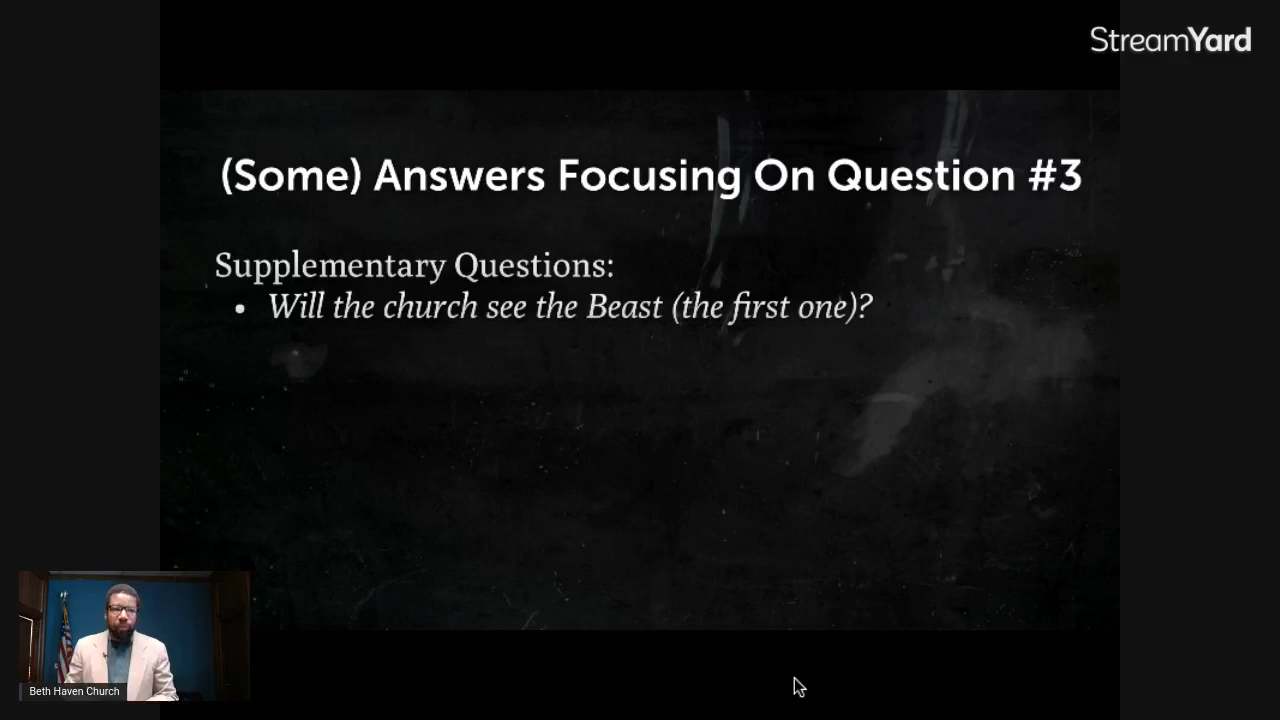 StreamYard
(Some) Answers Focusing On Question #3
Supplementary Questions:
• Will the church see the Beast (the first one)?
Beth Haven Church